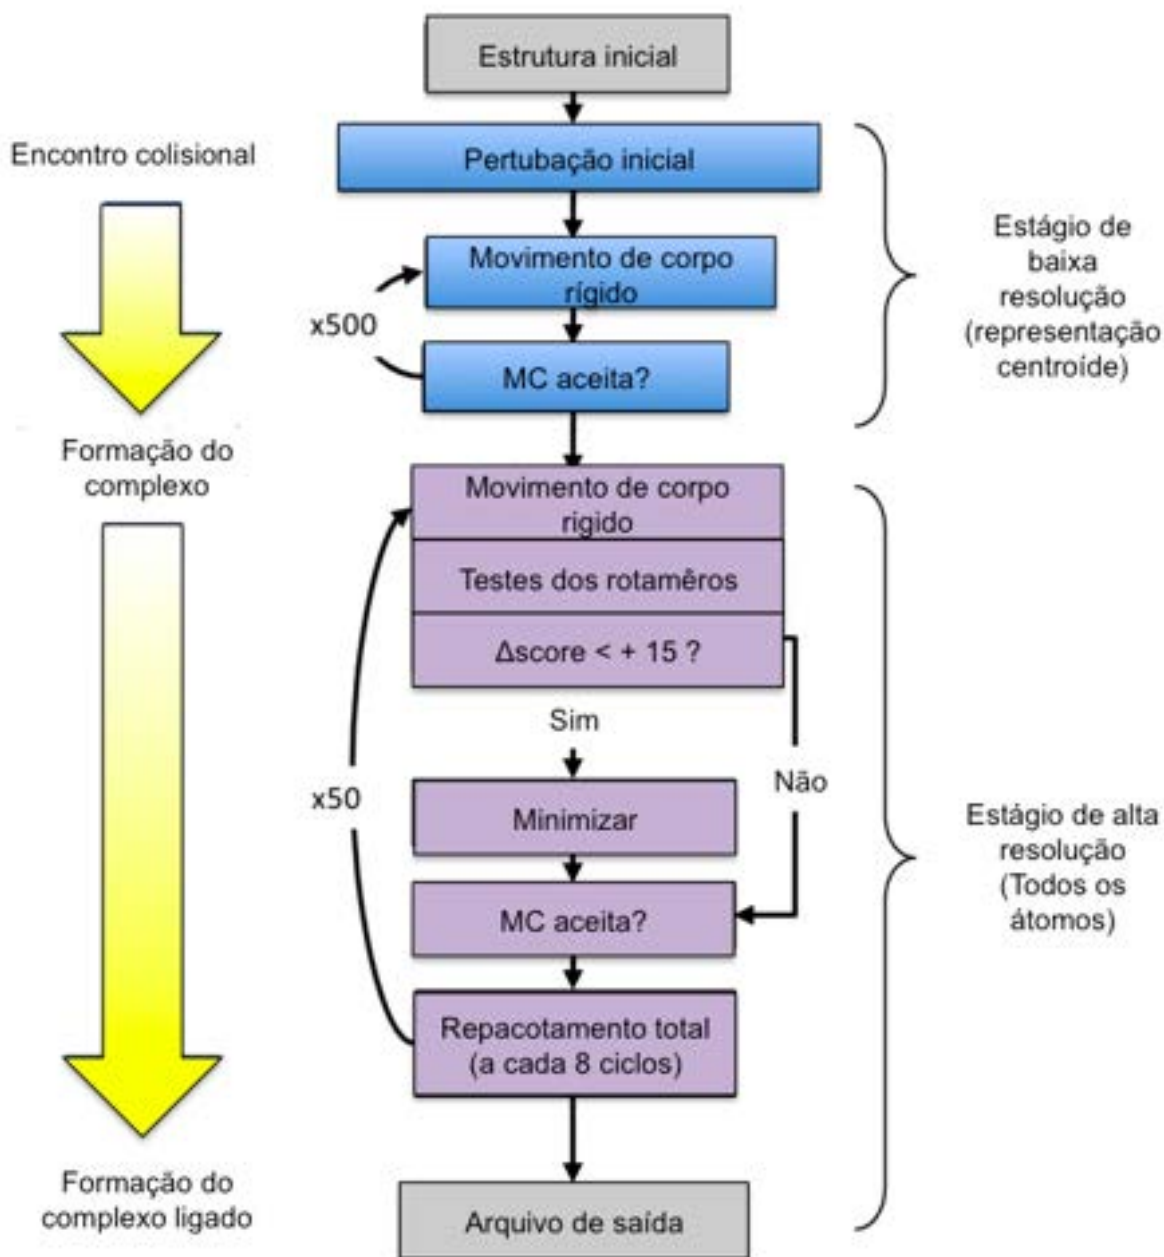 Estrutura inicial
Encontro colisional
Pertubação inicial
Movimento de corpo
rígido
x500
MC aceita?
Estágio de
baixa
resolução
(representação
centroíde)
Formação do
complexo
Movimento de corpo
rigido
Testes dos rotamêros
Δscore < + 15 ?
Sim
Não
x50
Minimizar
MC aceita?
Repacotamento total
(a cada 8 ciclos)
Estágio de alta
resolução
(Todos os
átomos)
Formação do
complexo ligado
Arquivo de saída